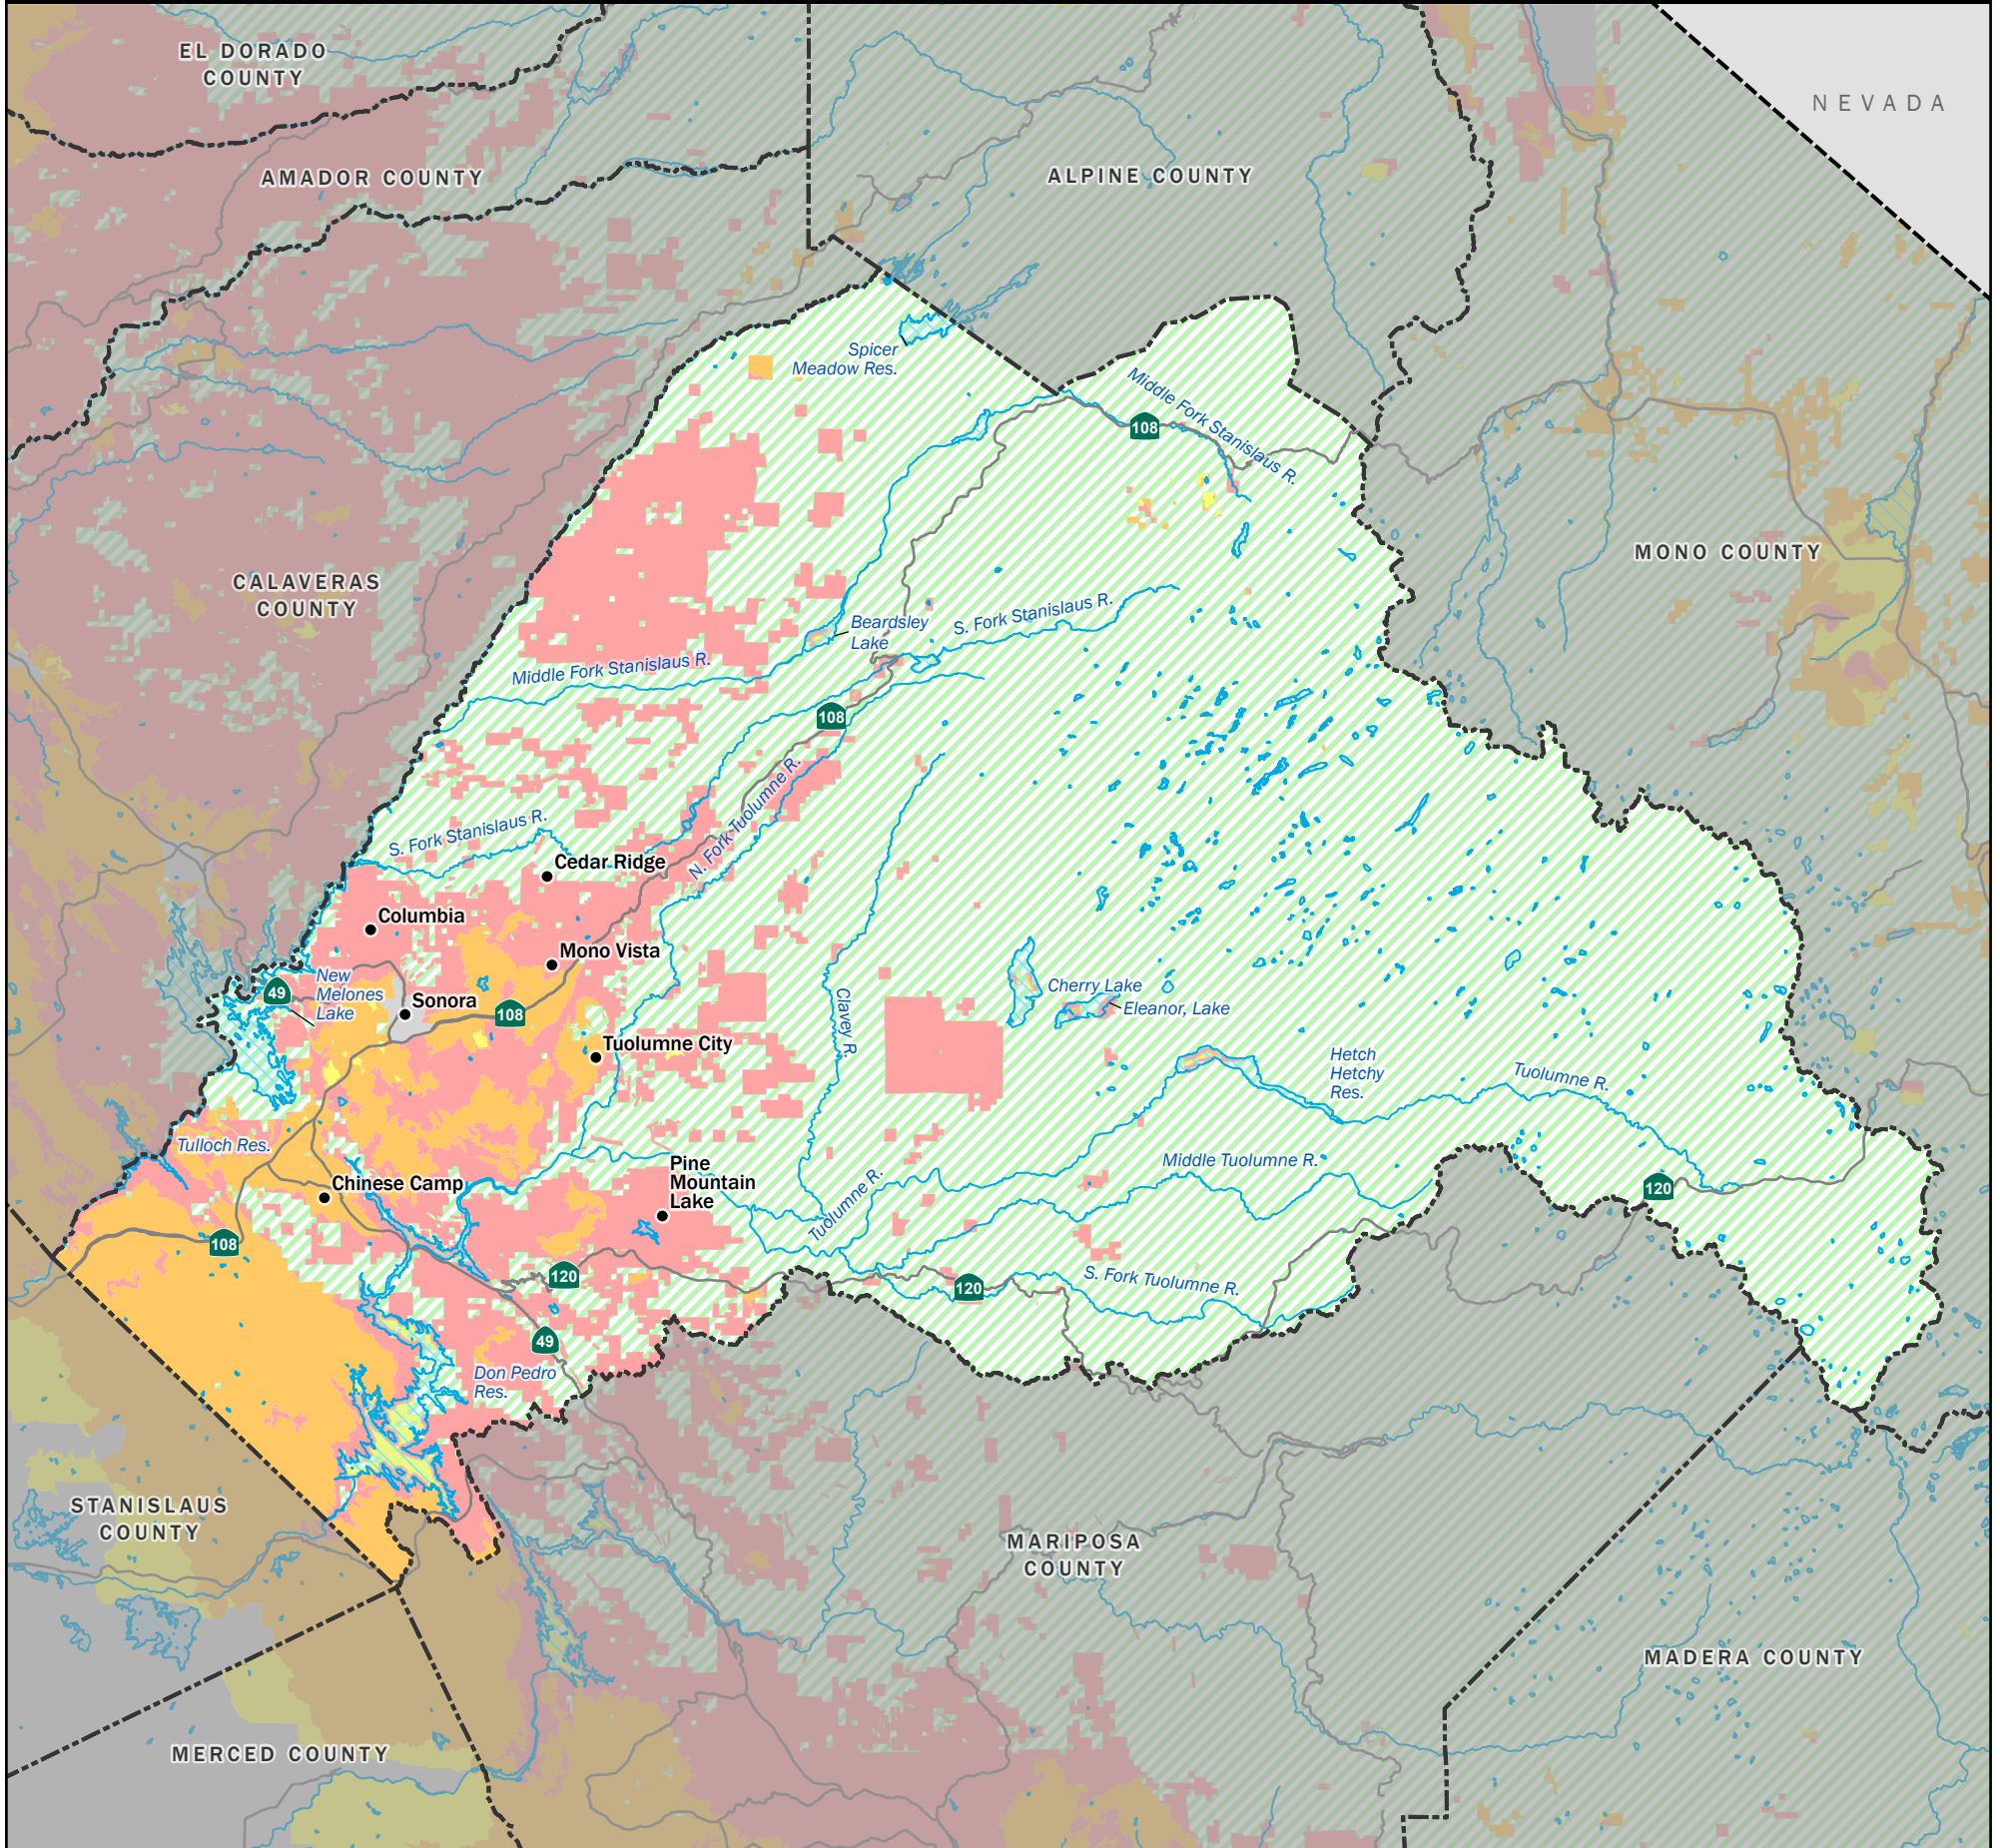 EL DORADO
COUNTY
NEVADA
AMADOR COUNTY
ALPINE COUNTY
Spicer
Meadow Res.
Middle Fork Stanislaus R.
108
MONO COUNTY
CALAVERAS
COUNTY
Beardsley
Lake
S. Fork Stanislaus R.
Middle Fork Stanislaus R.
108
N. Fork Tuolumne R.
S. Fork Stanislaus R.
Cedar Ridge
Columbia
Mono Vista
New
Melones
Lake
49
Sonora
108
Cherry Lake
Eleanor, Lake
Clavey R.
Tuolumne City
Hetch
Hetchy
Res.
Tuolumne R.
Tulloch Res.
Pine
Mountain
Lake
Middle Tuolumne R.
Chinese Camp
120
Tuolumne R.
108
120
120
S. Fork Tuolumne R.
49
Don Pedro
Res.
STANISLAUS
COUNTY
MARIPOSA
COUNTY
MADERA COUNTY
MERCED COUNTY